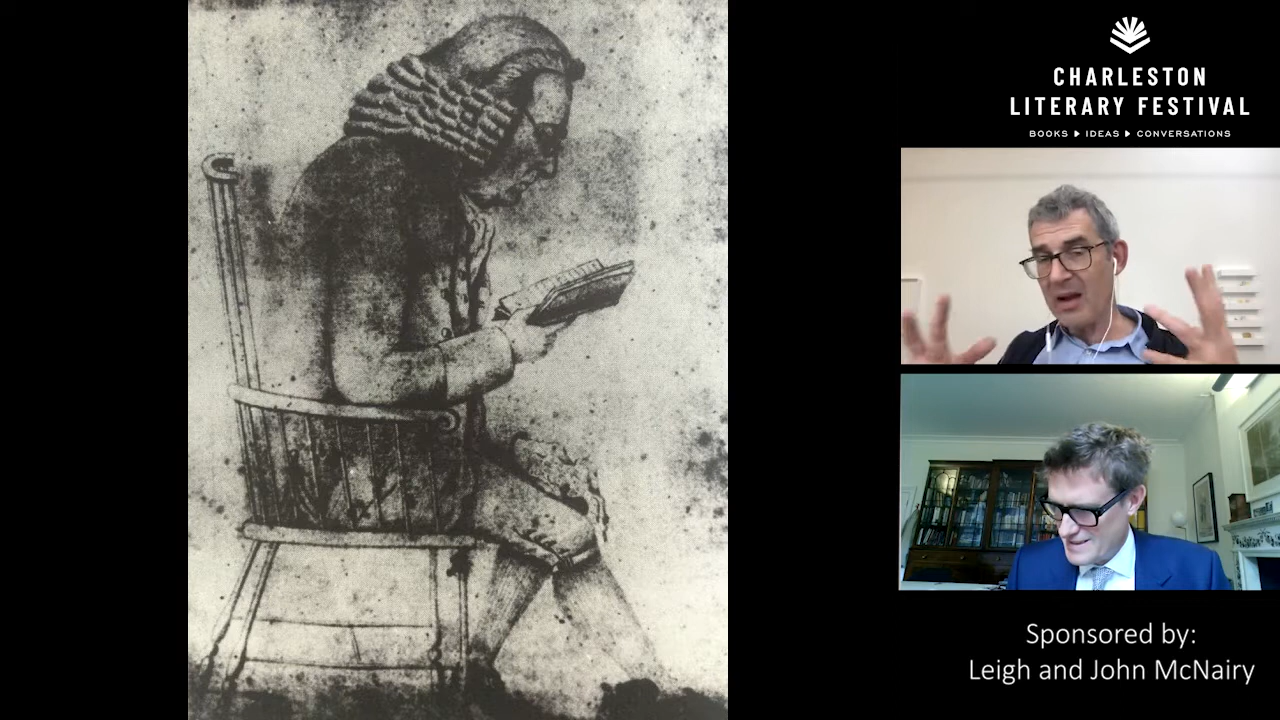 CHARLESTON
LITERARY FESTIVAL
BOOKS ▶ IDEAS ▶ CONVERSATIONS
Sponsored by:
Leigh and John McNairy